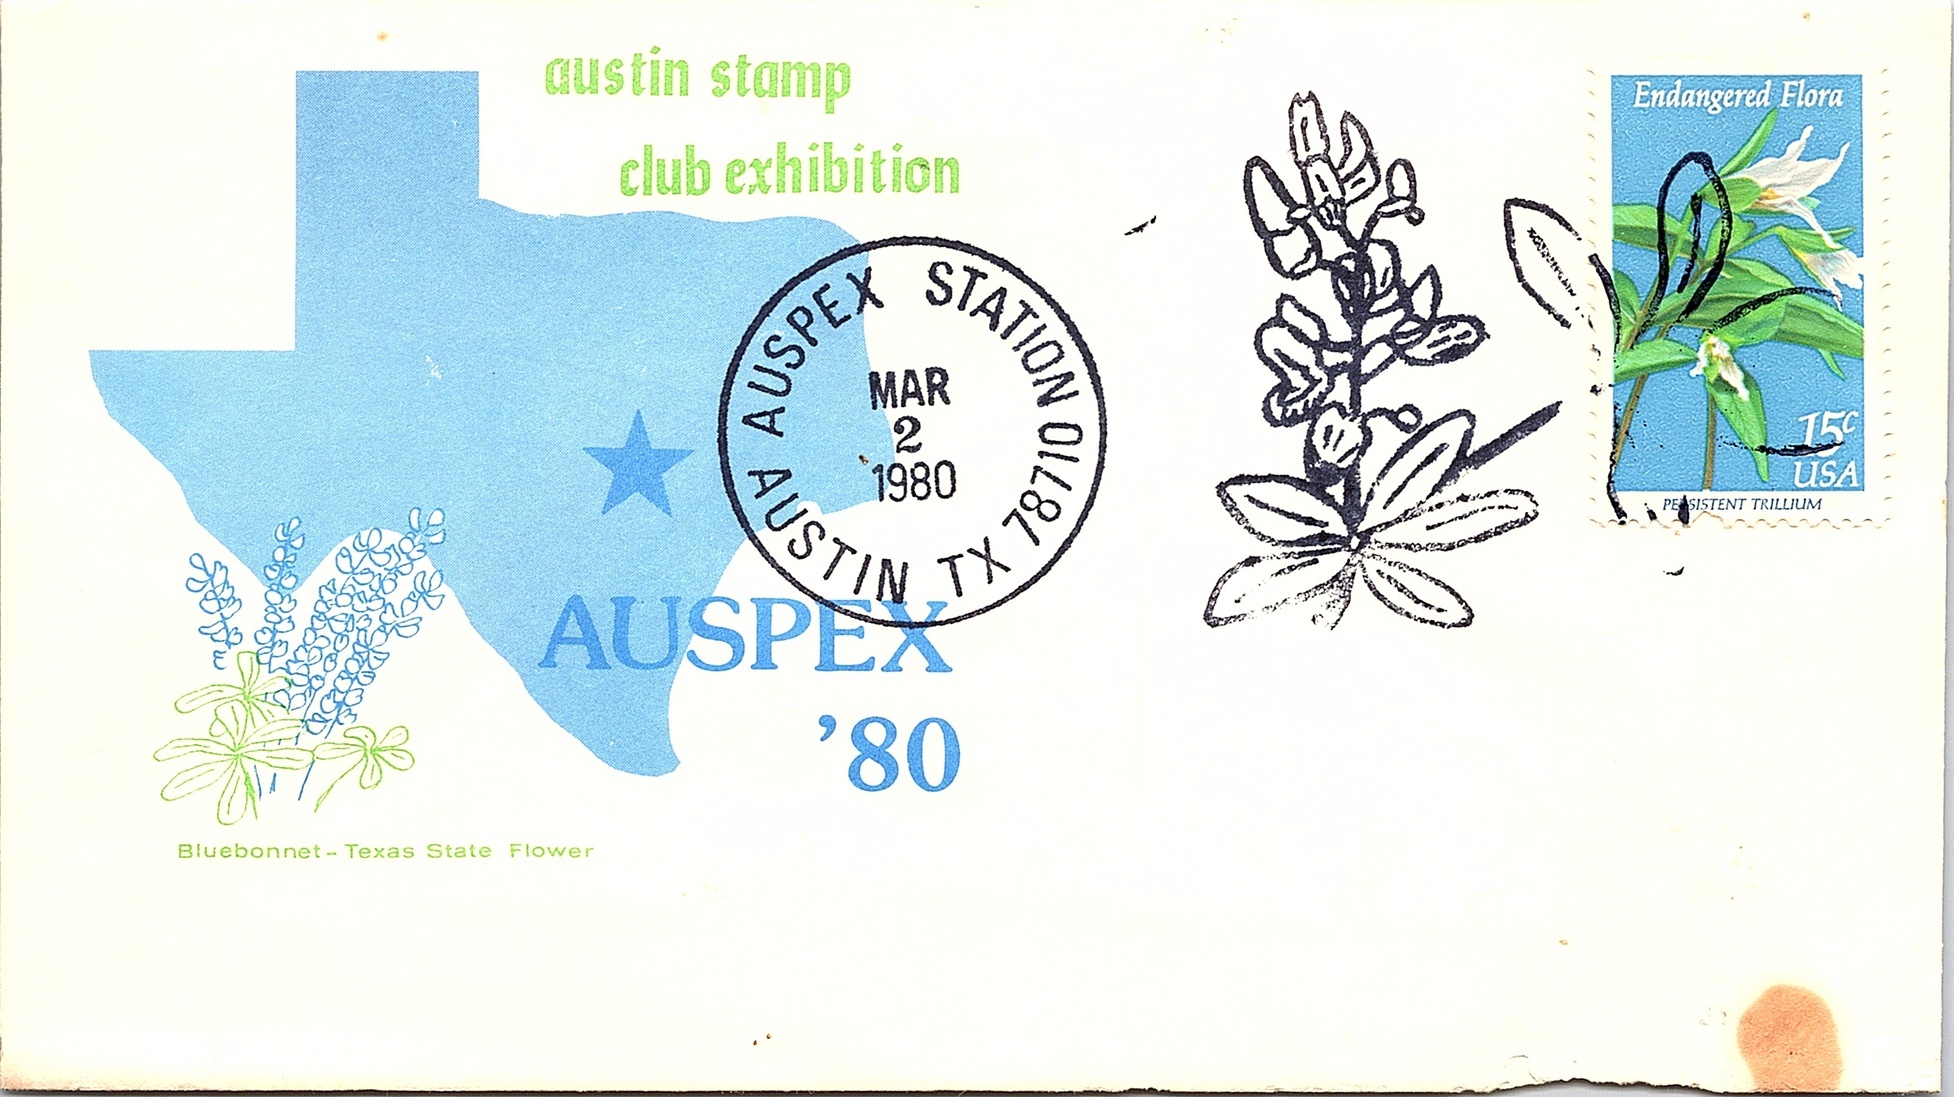 austin stamp
club exhibition
AUSPEX STATION
MAR
2
1980
AUSTIN TX 78710
AUSPEX
'80
Bluebonnet - Texas State Flower
Endangered Flora
15c
USA
PERSISTENT TRILLIUM